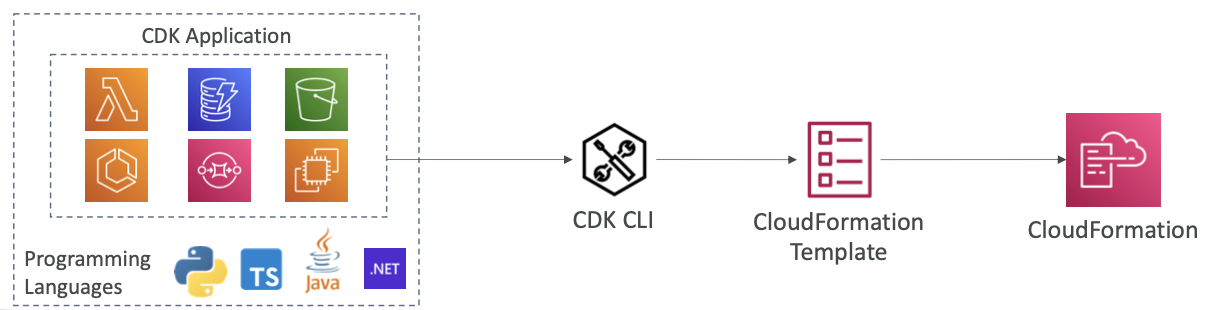 CDK Application
Programming
Languages
TS
Java
.NET
CDK CLI
CloudFormation
Template
CloudFormation